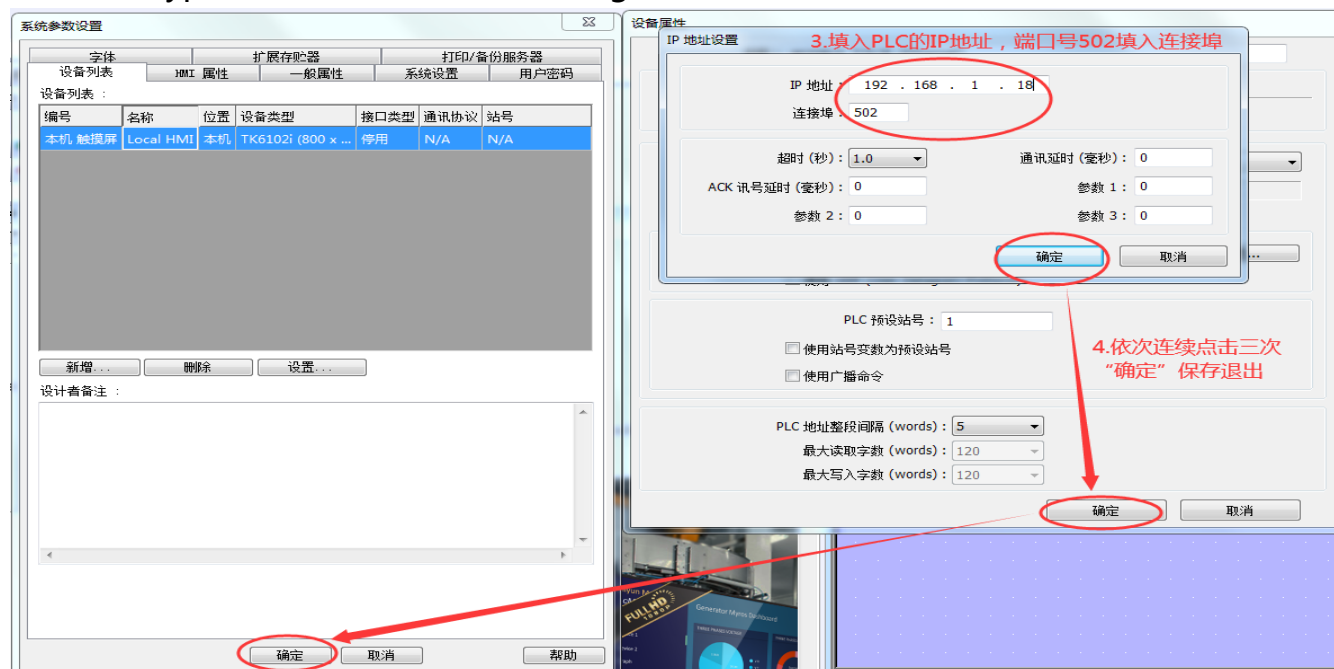 系统参数设置
字体 扩展存贮器 打印/备份服务器
设备列表 HMI 属性 一般属性 系统设置 用户密码
设备列表 :
编号 名称 位置 设备类型 接口类型 通讯协议 站号
本机 触摸屏 Local HMI 本机 TK6102i (800 x ... 停用 N/A N/A
新增... 删除 设置...
设计者备注 :
确定 取消 帮助
设备属性
IP 地址设置
3.填入PLC的IP地址，端口号502填入连接埠
IP 地址 : 192 . 168 . 1 . 18
连接埠 : 502
超时 (秒) : 1.0 通讯延时 (毫秒) : 0
ACK 讯号延时 (毫秒) : 0 参数 1 : 0
参数 2 : 0 参数 3 : 0
确定 取消
...
PLC 预设站号 : 1
使用站号变数为预设站号
使用广播命令
4.依次连续点击三次
“确定”保存退出
PLC 地址整段间隔 (words) : 5
最大读取字数 (words) : 120
最大写入字数 (words) : 120
确定 取消
FULL HD
1080P
Generator Myros Dashboard